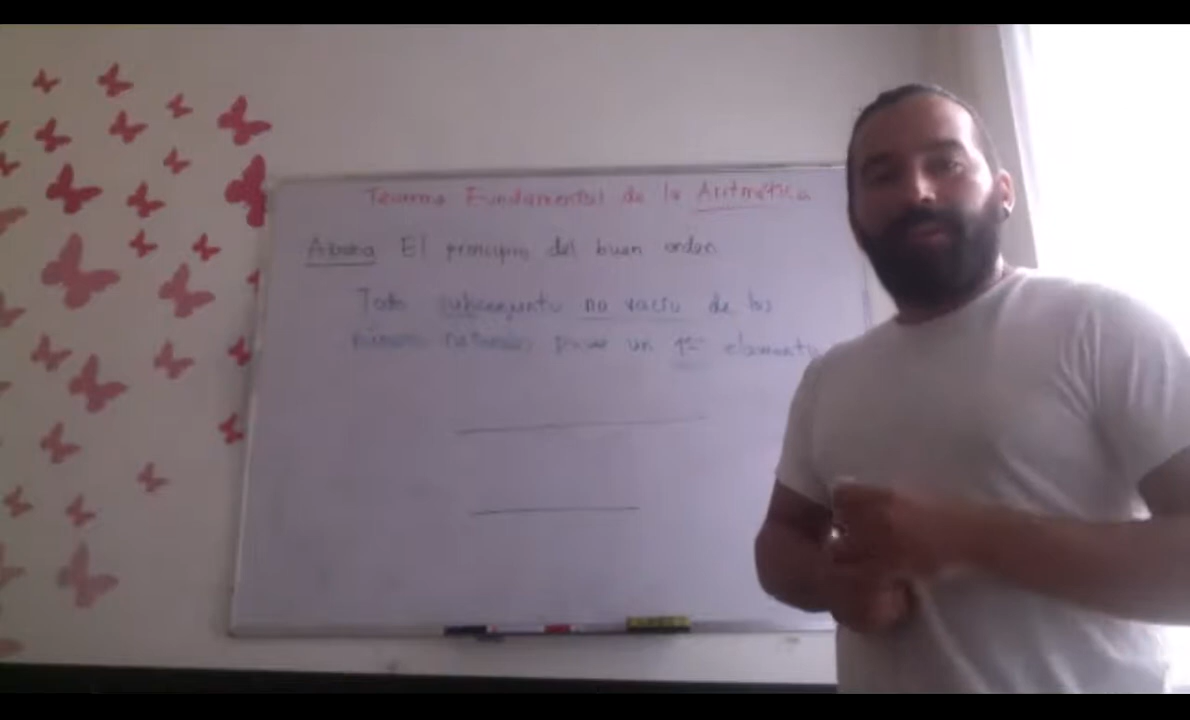 Teorema Fundamental de la Aritmética
Axioma El principio del buen orden
Todo subconjunto no vacío de los
números naturales posee un 1er elemento